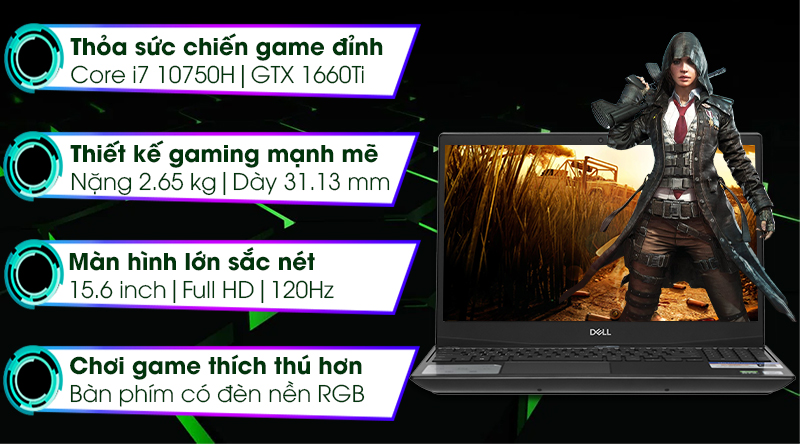 Thỏa sức chiến game đỉnh
Core i7 10750H | GTX 1660Ti
Thiết kế gaming mạnh mẽ
Nặng 2.65 kg | Dày 31.13 mm
Màn hình lớn sắc nét
15.6 inch | Full HD | 120Hz
Chơi game thích thú hơn
Bàn phím có đèn nền RGB
DELL